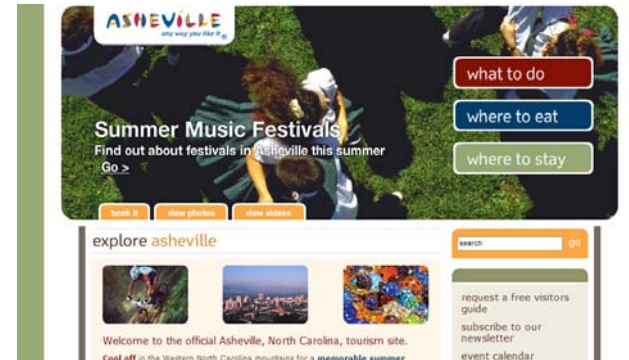 ASHEVILLE
any way you like it
what to do
where to eat
where to stay
Summer Music Festivals
Find out about festivals in Asheville this summer
Go >
book it
view photos
view videos
explore asheville
search
go
request a free visitors
guide
subscribe to our
newsletter
event calendar
Welcome to the official Asheville, North Carolina, tourism site.
Cool off in the Western North Carolina mountains for a memorable summer